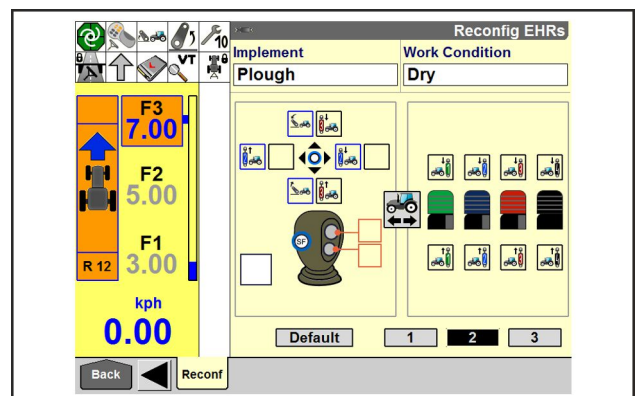 Reconfig EHRs
10
VT
Implement
Work Condition
Plough
Dry
F3
7.00
F2
5.00
F1
3.00
R 12
kph
0.00
SF
Default
1
2
3
Back
Reconf